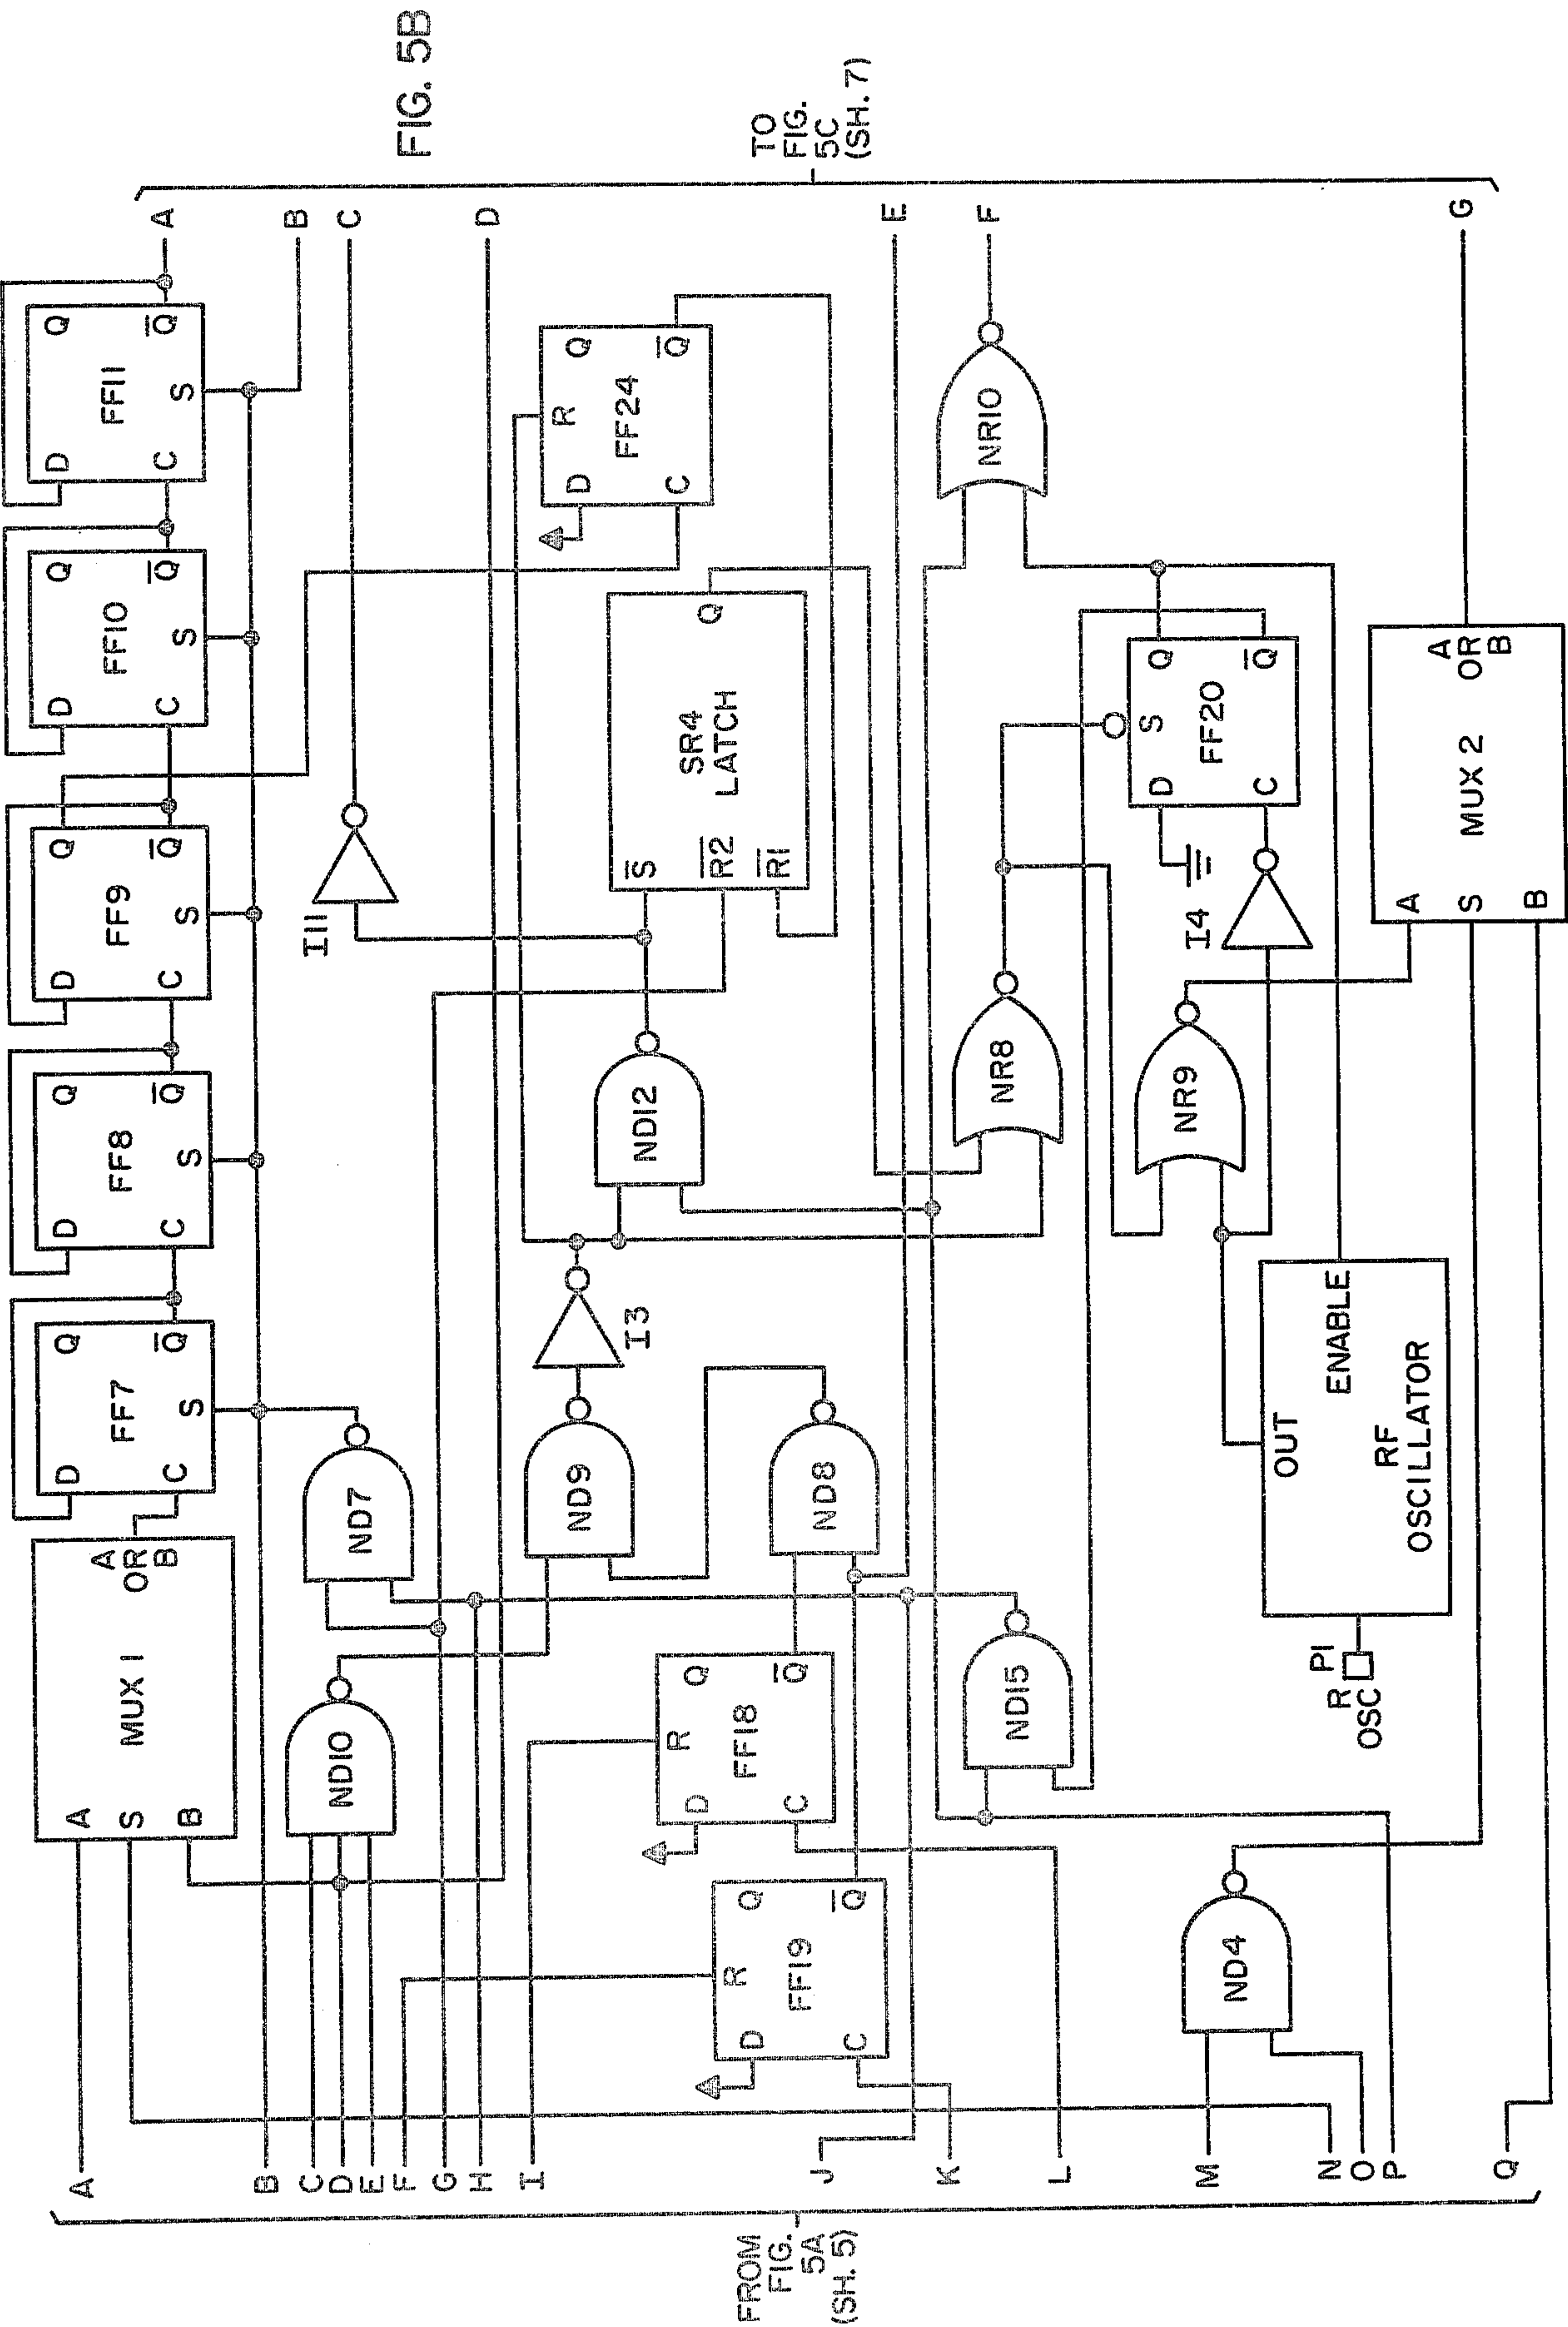 FIG. 5B
FROM
FIG.
5A
(SH. 5)
A
B
C
D
E
F
G
H
I
J
K
L
M
N
O
P
Q
MUX 1
A
S
B
A
OR
B
FF7
D
C
S
Q
Q̅
FF8
D
C
S
Q
Q̅
FF9
D
C
S
Q
Q̅
FF10
D
C
S
Q
Q̅
FF11
D
C
S
Q
Q̅
ND10
ND7
I11
ND9
I3
ND12
FF24
D
R
C
Q
Q̅
SR4
LATCH
S̅
R̅2̅
R̅1̅
Q
FF19
D
R
C
Q
Q̅
FF18
D
R
C
Q
Q̅
ND8
ND15
NR8
NR10
NR9
I4
FF20
D
S
C
Q
Q̅
R
OSC
P1
OUT
ENABLE
RF
OSCILLATOR
ND4
MUX 2
A
S
B
A
OR
B
A
B
C
D
E
F
G
TO
FIG.
5C
(SH. 7)